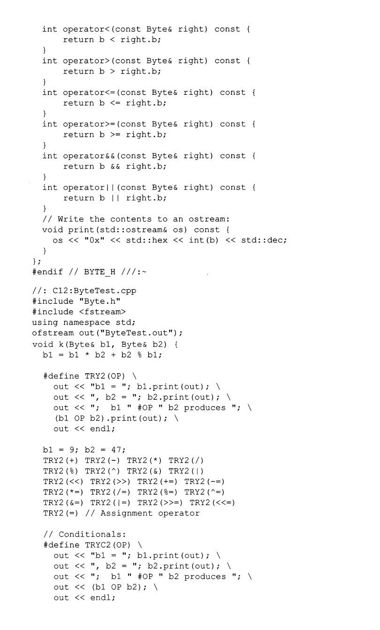 int operator<(const Byte& right) const {
return b < right.b;
}
int operator>(const Byte& right) const {
return b > right.b;
}
int operator<=(const Byte& right) const {
return b <= right.b;
}
int operator>=(const Byte& right) const {
return b >= right.b;
}
int operator&&(const Byte& right) const {
return b && right.b;
}
int operator||(const Byte& right) const {
return b || right.b;
}
// Write the contents to an ostream:
void print(std::ostream& os) const {
os << "0x" << std::hex << int(b) << std::dec;
}
};
#endif // BYTE_H ///:~
//: C12:ByteTest.cpp
#include "Byte.h"
#include <fstream>
using namespace std;
ofstream out("ByteTest.out");
void k(Byte& b1, Byte& b2) {
b1 = b1 * b2 + b2 % b1;
#define TRY2(OP) \
out << "b1 = "; b1.print(out); \
out << ", b2 = "; b2.print(out); \
out << "; b1 " #OP " b2 produces "; \
(b1 OP b2).print(out); \
out << endl;
b1 = 9; b2 = 47;
TRY2(+) TRY2(-) TRY2(*) TRY2(/)
TRY2(%) TRY2(^) TRY2(&) TRY2(|)
TRY2(<<) TRY2(>>) TRY2(+=) TRY2(-=)
TRY2(*=) TRY2(/=) TRY2(%=) TRY2(^=)
TRY2(&=) TRY2(|=) TRY2(>>=) TRY2(<<=)
TRY2(=) // Assignment operator
// Conditionals:
#define TRYC2(OP) \
out << "b1 = "; b1.print(out); \
out << ", b2 = "; b2.print(out); \
out << "; b1 " #OP " b2 produces "; \
out << (b1 OP b2); \
out << endl;